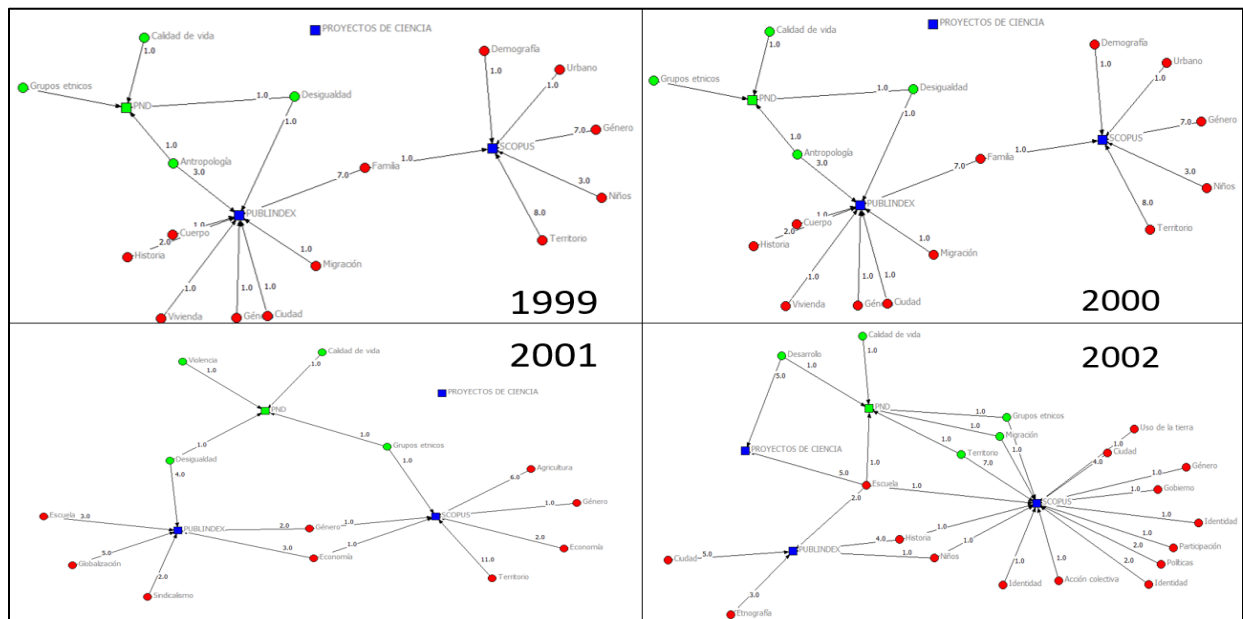 PROYECTOS DE CIENCIA
Calidad de vida
1.0
Demografía
Urbano
1.0
1.0
Grupos etnicos
PND
1.0
Desigualdad
1.0
Género
7.0
SCOPUS
1.0
Antropología
3.0
1.0
Familia
7.0
3.0
Niños
PUBLINDEX
1.0
Cuerpo
2.0
Historia
8.0
Territorio
1.0
Migración
1.0
1.0
1.0
Vivienda
Género
Ciudad
1999
PROYECTOS DE CIENCIA
Calidad de vida
1.0
Demografía
Urbano
1.0
1.0
Grupos etnicos
PND
1.0
Desigualdad
Género
7.0
SCOPUS
1.0
1.0
Antropología
3.0
1.0
Familia
7.0
3.0
Niños
PUBLINDEX
1.0
Cuerpo
2.0
Historia
8.0
Territorio
1.0
Migración
1.0
1.0
1.0
Vivienda
Género
Ciudad
2000
2001
Calidad de vida
Violencia
1.0
1.0
PROYECTOS DE CIENCIA
PND
1.0
Grupos etnicos
1.0
Desigualdad
4.0
1.0
Agricultura
6.0
Género
1.0
SCOPUS
Escuela
3.0
PUBLINDEX
2.0
Género
1.0
Economía
2.0
3.0
Economía
1.0
Globalización
5.0
Sindicalismo
2.0
11.0
Territorio
2002
Calidad de vida
1.0
Desarrollo
1.0
5.0
PND
1.0
Grupos etnicos
1.0
Migración
1.0
1.0
Territorio
7.0
Uso de la tierra
1.0
Ciudad
4.0
PROYECTOS DE CIENCIA
5.0
1.0
Escuela
1.0
2.0
SCOPUS
1.0
Género
1.0
Gobierno
1.0
Identidad
1.0
Historia
4.0
Participación
2.0
Políticas
2.0
Identidad
1.0
PUBLINDEX
1.0
Niños
1.0
Ciudad
5.0
Etnografía
3.0
1.0
Identidad
1.0
Acción colectiva